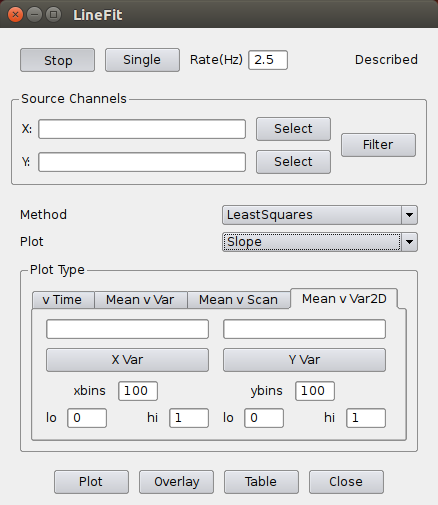 LineFit
Stop Single Rate(Hz) 2.5 Described
Source Channels
X: Select
Filter
Y: Select
Method LeastSquares
Plot Slope
Plot Type
v Time Mean v Var Mean v Scan Mean v Var2D
X Var Y Var
xbins 100 ybins 100
lo 0 hi 1 lo 0 hi 1
Plot Overlay Table Close